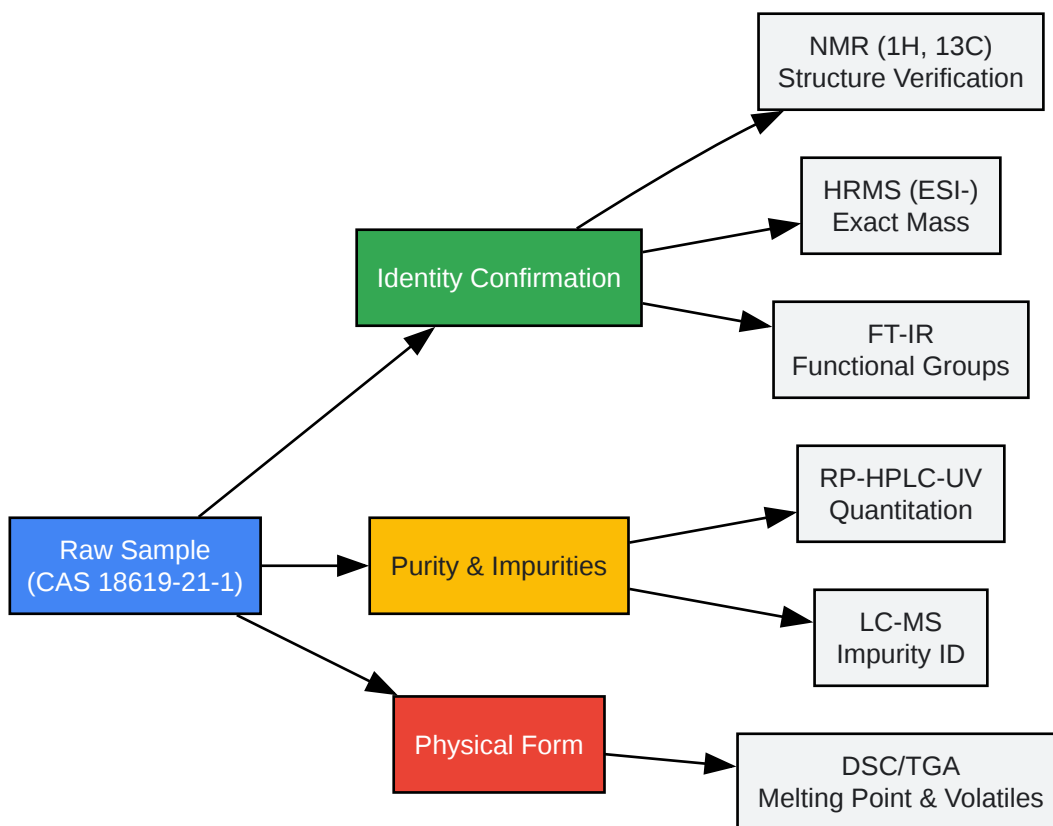 NMR (1H, 13C)
Structure Verification
HRMS (ESI-)
Exact Mass
Identity Confirmation
FT-IR
Functional Groups
RP-HPLC-UV
Quantitation
Raw Sample
(CAS 18619-21-1)
Purity & Impurities
LC-MS
Impurity ID
Physical Form
DSC/TGA
Melting Point & Volatiles